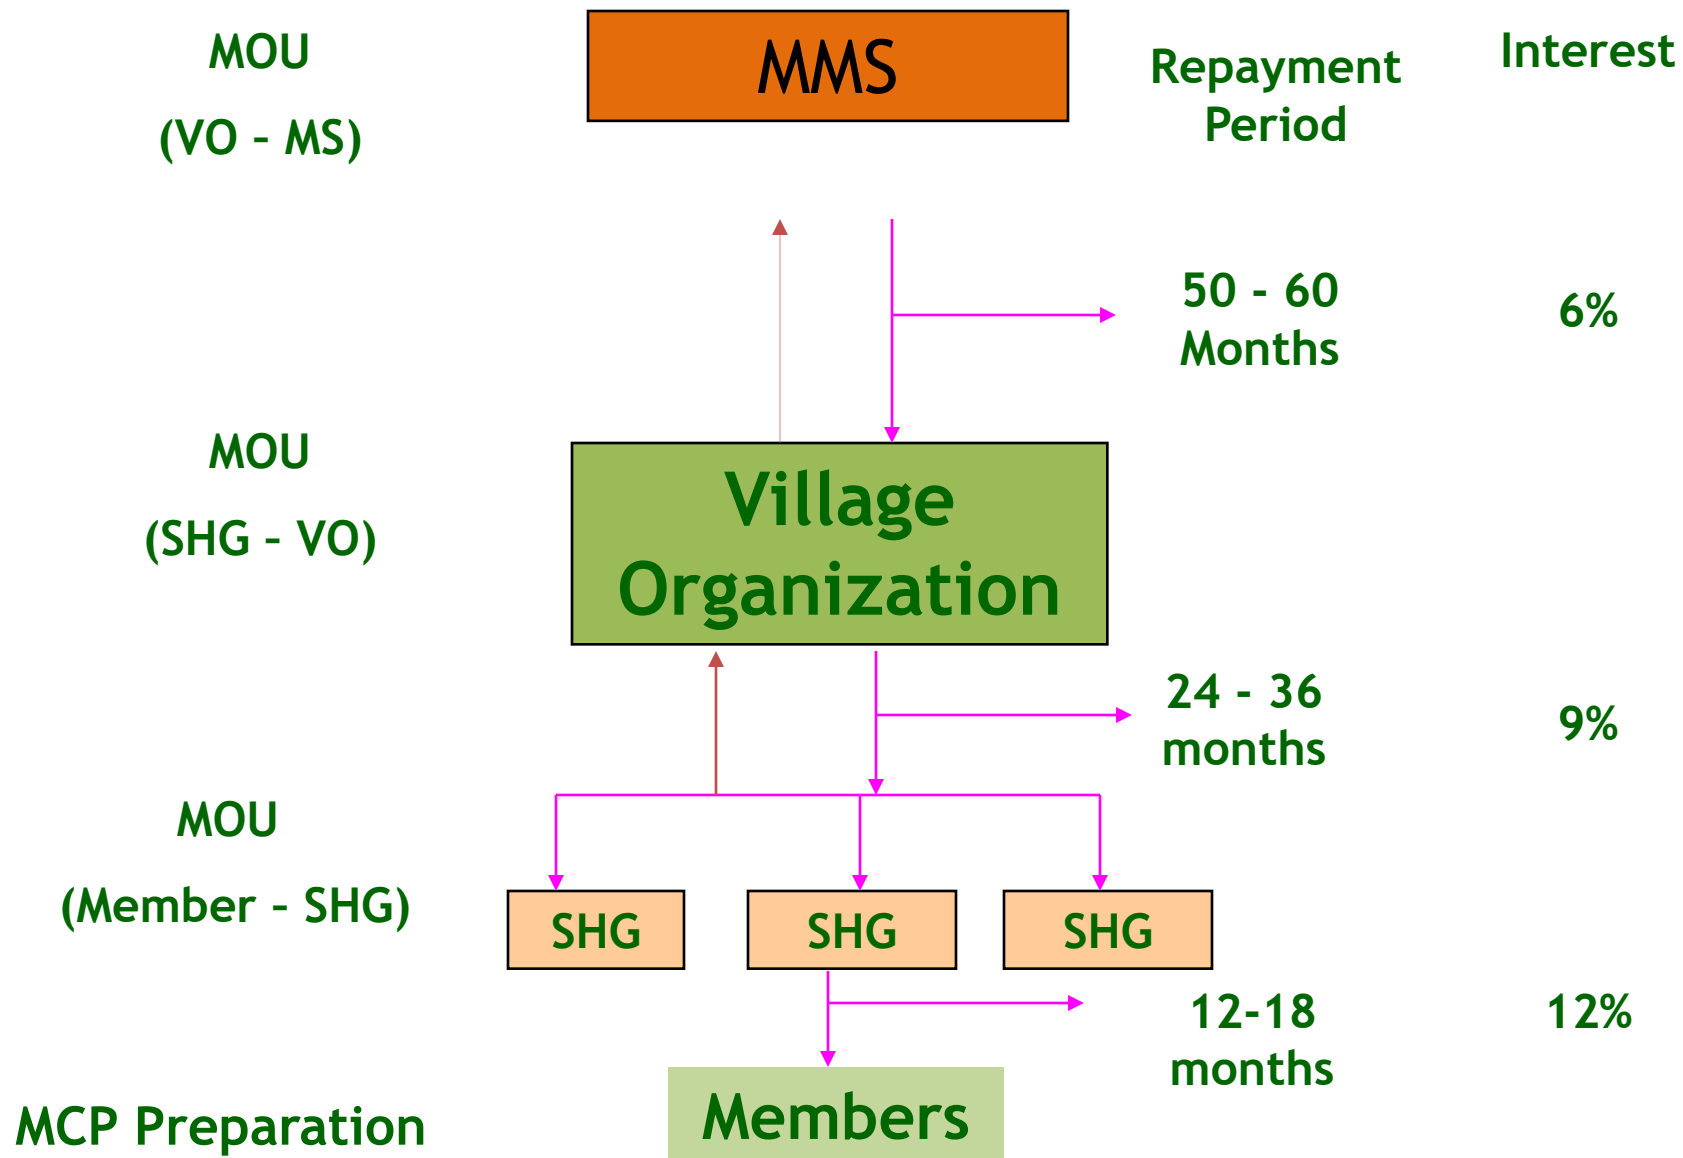 MOU
(VO – MS)
MMS
Repayment
Period
Interest
50 - 60
Months
6%
MOU
(SHG – VO)
Village
Organization
24 - 36
months
9%
MOU
(Member – SHG)
SHG
SHG
SHG
12-18
months
12%
MCP Preparation
Members